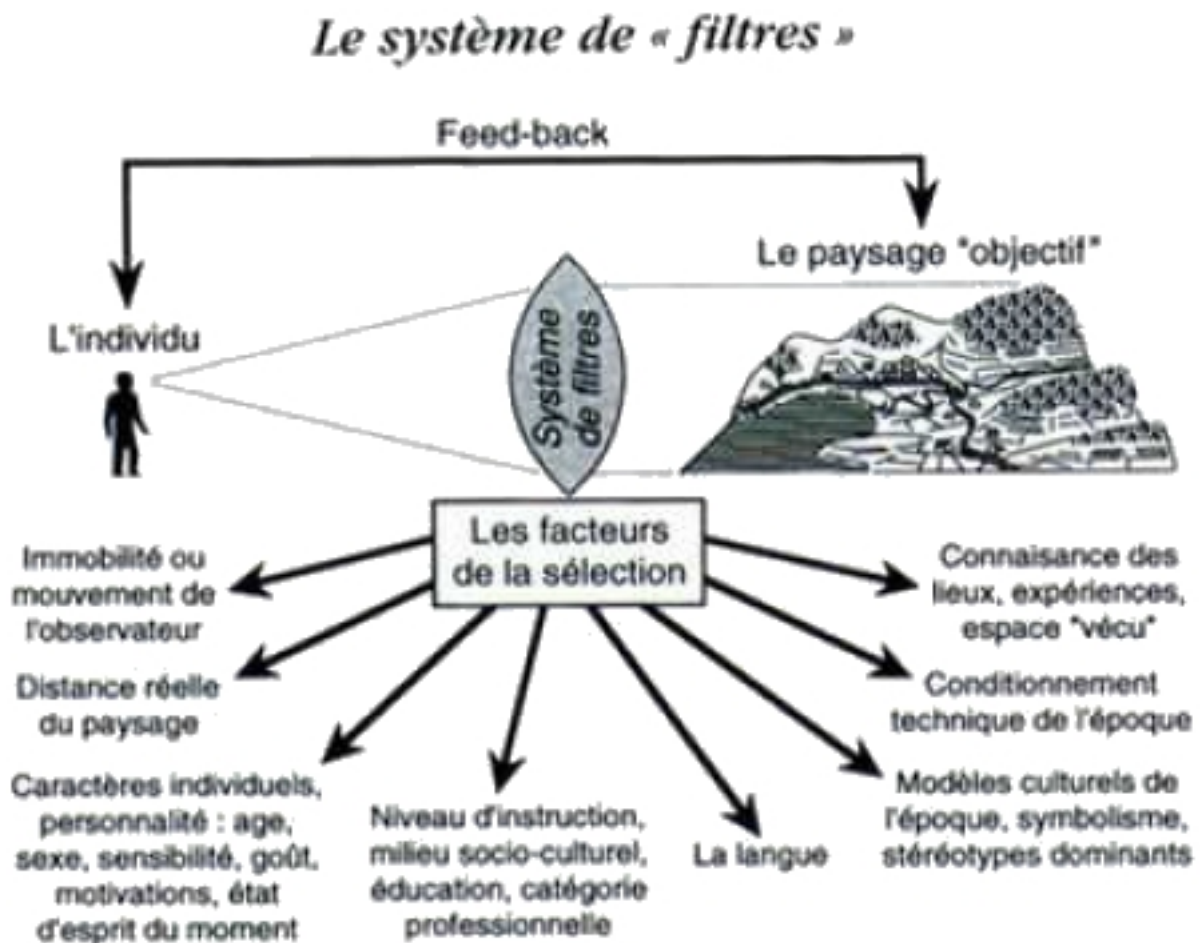 Le système de « filtres »
Feed-back
Le paysage "objectif"
L'individu
Système
de filtres
Les facteurs
de la sélection
Immobilité ou
mouvement de
l'observateur
Distance réelle
du paysage
Caractères individuels,
personnalité : age,
sexe, sensibilité, goût,
motivations, état
d'esprit du moment
Niveau d'instruction,
milieu socio-culturel,
éducation, catégorie
professionnelle
La langue
Modèles culturels de
l'époque, symbolisme,
stéréotypes dominants
Conditionnement
technique de l'époque
Connaisance des
lieux, expériences,
espace "vécu"